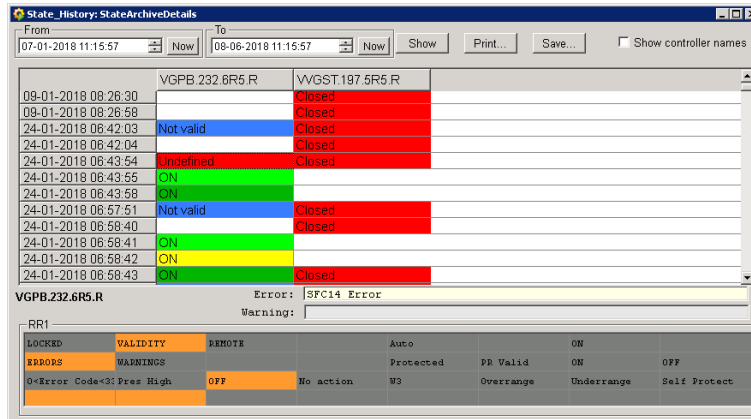 State_History: StateArchiveDetails
From To
07-01-2018 11:15:57 Now 08-06-2018 11:15:57 Now Show Print... Save... Show controller names
VGPB.232.6R5.R VVGST.197.5R5.R
09-01-2018 08:26:30 Closed
09-01-2018 08:26:58 Closed
24-01-2018 06:42:03 Not valid Closed
24-01-2018 06:42:04 Closed
24-01-2018 06:43:54 Undefined Closed
24-01-2018 06:43:55 ON
24-01-2018 06:43:58 ON
24-01-2018 06:57:51 Not valid Closed
24-01-2018 06:58:40 Closed
24-01-2018 06:58:41 ON
24-01-2018 06:58:42 ON
24-01-2018 06:58:43 ON Closed
VGPB.232.6R5.R Error: SFC14 Error
Warning:
RR1
LOCKED VALIDITY REMOTE Auto ON
ERRORS WARNINGS Protected PR Valid ON OFF
0<Error Code<33 Pres High OFF No action W3 Overrange Underrange Self Protect